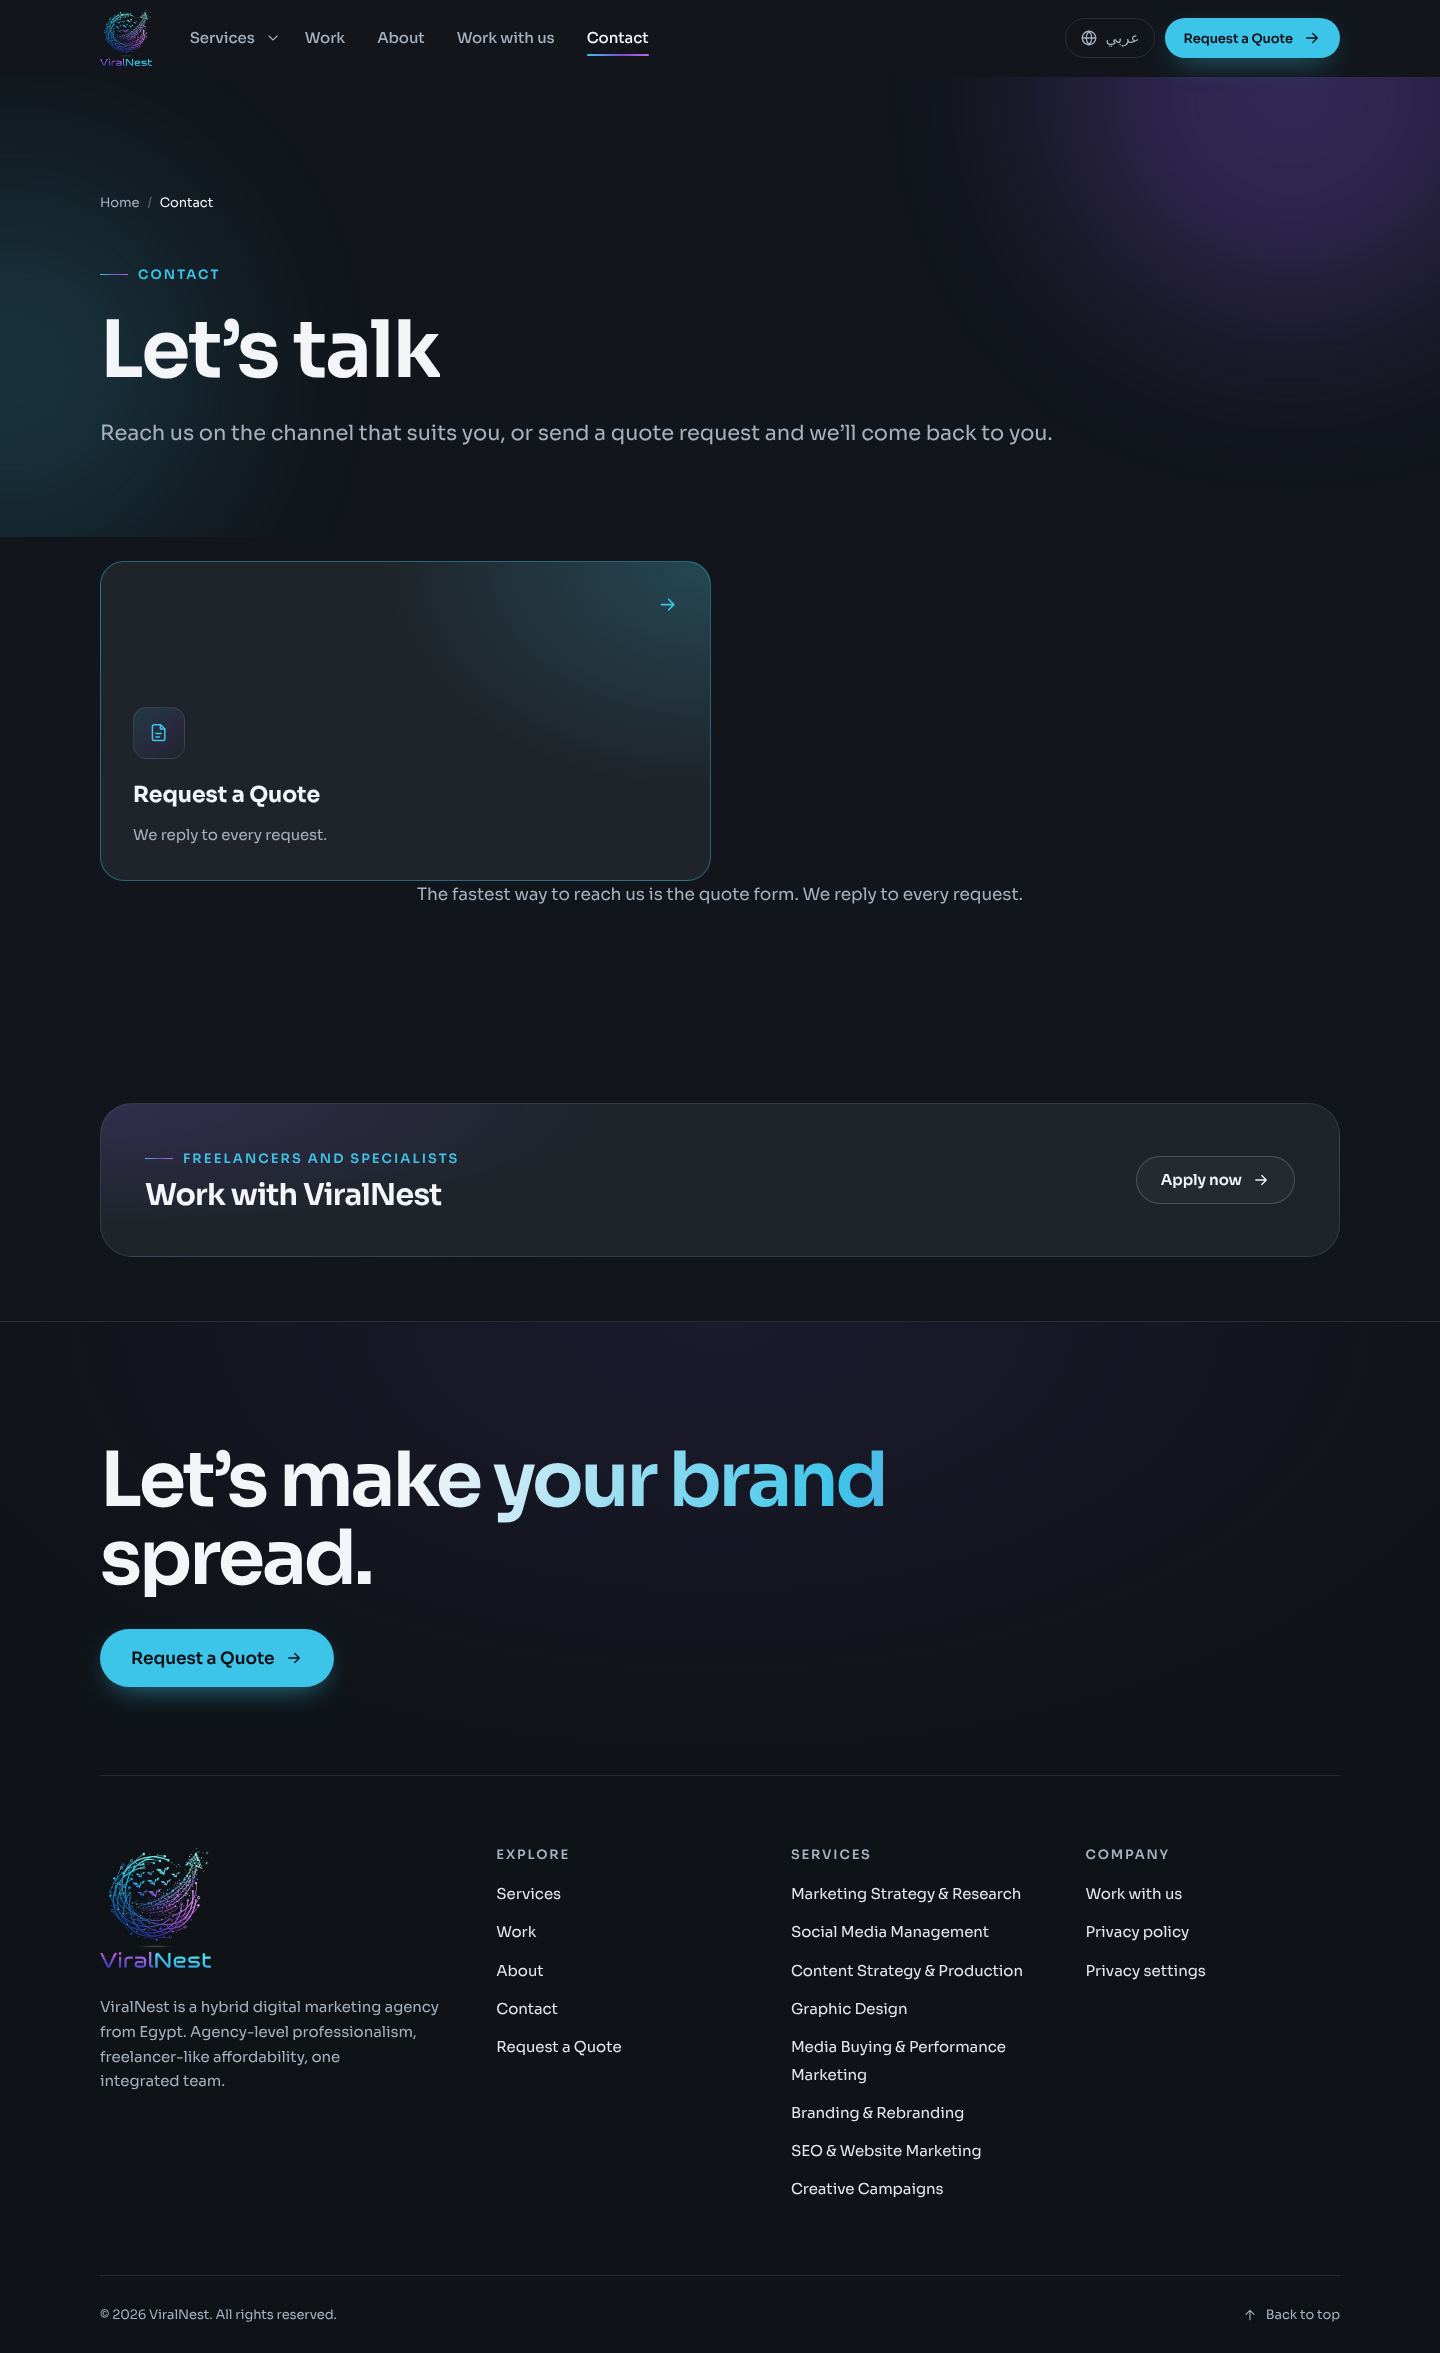 ViralNest
Services
Work
About
Work with us
Contact
عربي
Request a Quote
Home / Contact
CONTACT
Let’s talk
Reach us on the channel that suits you, or send a quote request and we’ll come back to you.
Request a Quote
We reply to every request.
The fastest way to reach us is the quote form. We reply to every request.
FREELANCERS AND SPECIALISTS
Work with ViralNest
Apply now
Let’s make your brand
spread.
Request a Quote
ViralNest
ViralNest is a hybrid digital marketing agency
from Egypt. Agency-level professionalism,
freelancer-like affordability, one
integrated team.
EXPLORE
Services
Work
About
Contact
Request a Quote
SERVICES
Marketing Strategy & Research
Social Media Management
Content Strategy & Production
Graphic Design
Media Buying & Performance
Marketing
Branding & Rebranding
SEO & Website Marketing
Creative Campaigns
COMPANY
Work with us
Privacy policy
Privacy settings
© 2026 ViralNest. All rights reserved.
Back to top